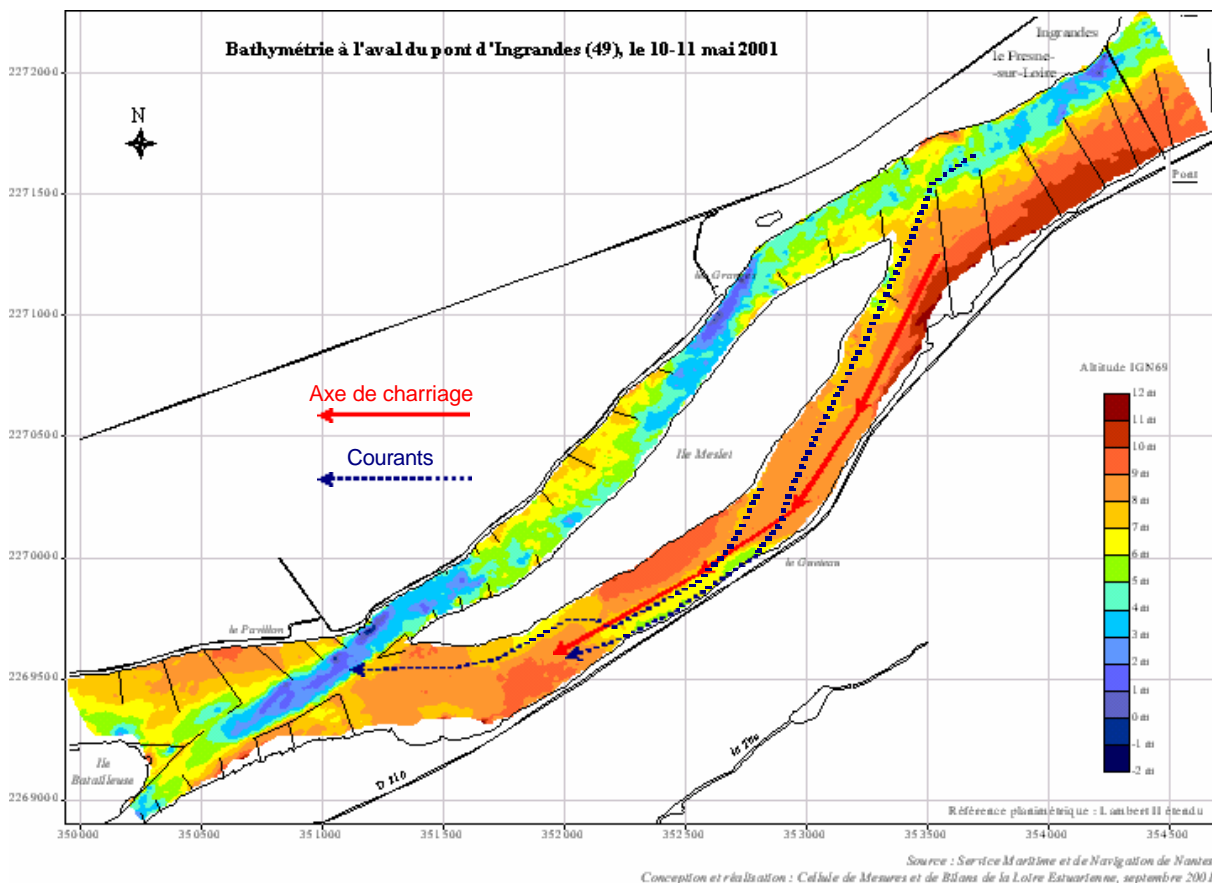 Bathymétrie à l'aval du pont d'Ingrandes (49), le 10-11 mai 2001
Ingrandes
le Fresne-
-sur-Loire
2272000
N
Pont
2271500
2271000
Altitude IGN69
12 m
11 m
10 m
9 m
8 m
7 m
6 m
5 m
4 m
3 m
2 m
1 m
0 m
-1 m
-2 m
Axe de charriage
Courants
2270500
Ile Meslet
2270000
le Pavillon
2269500
Ile
Batailleuse
D 210
2269000
Référence planimétrique : Lambert II étendu
350000 350500 351000 351500 352000 352500 353000 353500 354000 354500
Source : Service Maritime et de Navigation de Nantes
Conception et réalisation : Cellule de Mesures et de Bilans de la Loire Estuarienne, septembre 2001